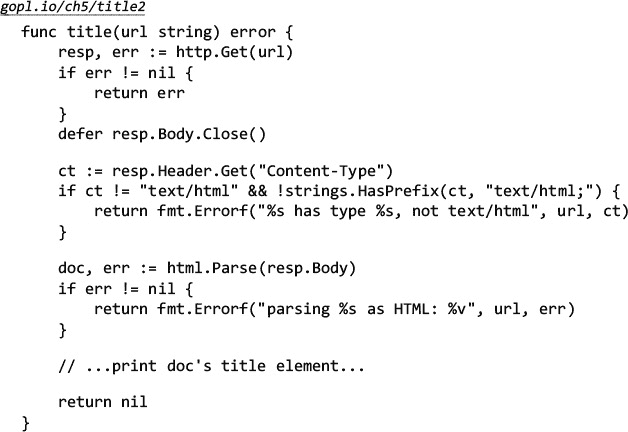 gopl.io/ch5/title2
func title(url string) error {
    resp, err := http.Get(url)
    if err != nil {
        return err
    }
    defer resp.Body.Close()

    ct := resp.Header.Get("Content-Type")
    if ct != "text/html" && !strings.HasPrefix(ct, "text/html;") {
        return fmt.Errorf("%s has type %s, not text/html", url, ct)
    }

    doc, err := html.Parse(resp.Body)
    if err != nil {
        return fmt.Errorf("parsing %s as HTML: %v", url, err)
    }

    // ...print doc's title element...

    return nil
}